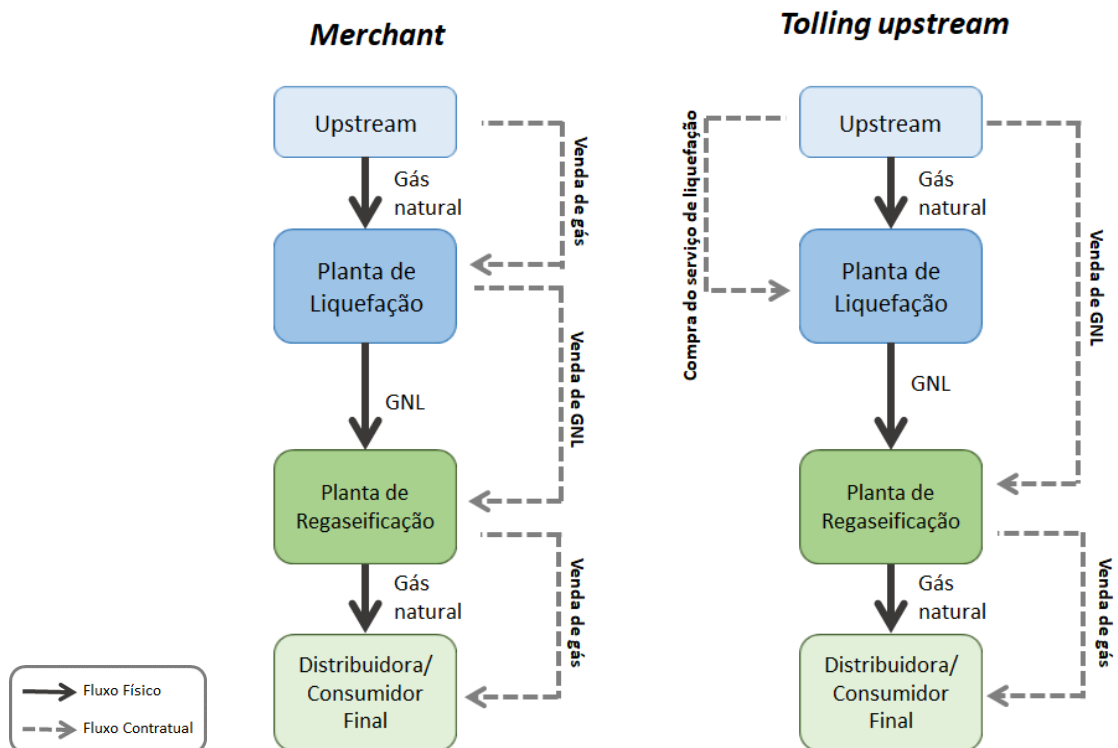 Merchant
Upstream
Gás
natural
Venda de gás
Planta de
Liquefação
GNL
Venda de GNL
Planta de
Regaseificação
Gás
natural
Venda de gás
Distribuidora/
Consumidor
Final
Tolling upstream
Upstream
Compra do serviço de liquefação
Gás
natural
Planta de
Liquefação
Venda de GNL
GNL
Planta de
Regaseificação
Gás
natural
Venda de gás
Distribuidora/
Consumidor
Final
Fluxo Físico
Fluxo Contratual